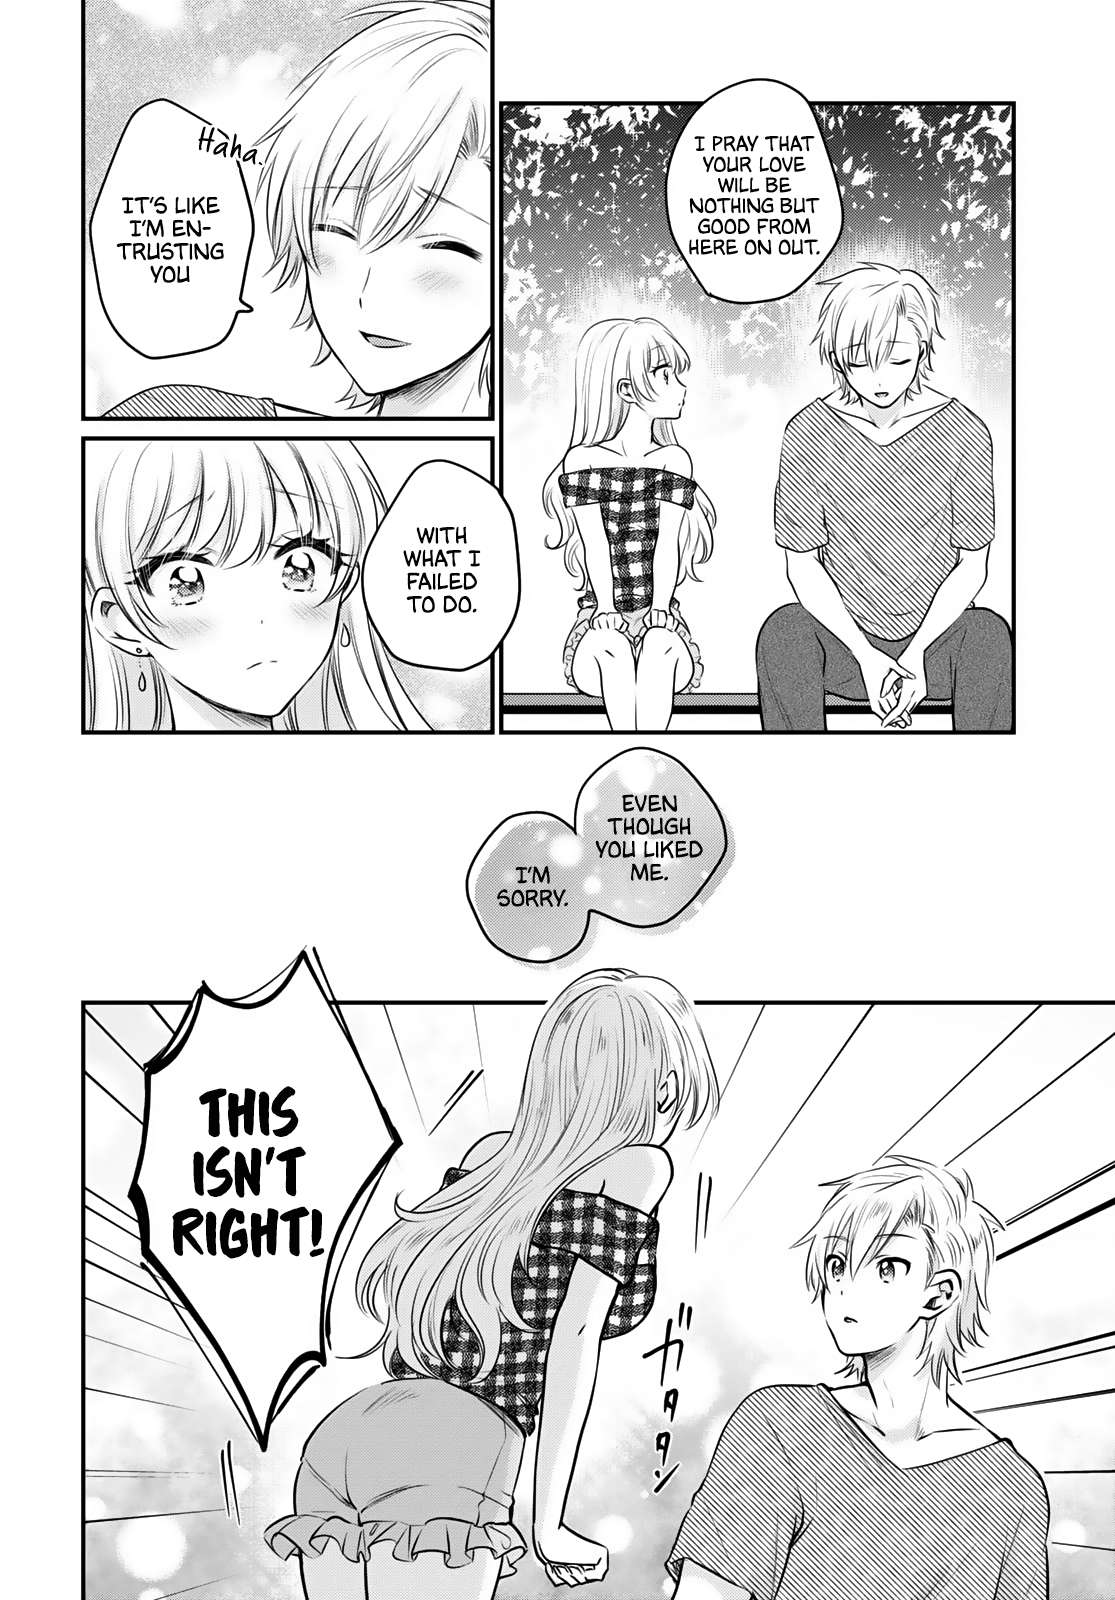 I PRAY THAT
YOUR LOVE
WILL BE
NOTHING BUT
GOOD FROM
HERE ON OUT.
Haha.
IT'S LIKE
I'M EN-
TRUSTING
YOU
WITH
WHAT I
FAILED
TO DO.
EVEN
THOUGH
YOU LIKED
ME.
I'M
SORRY.
THIS
ISN'T
RIGHT!
ガタタン